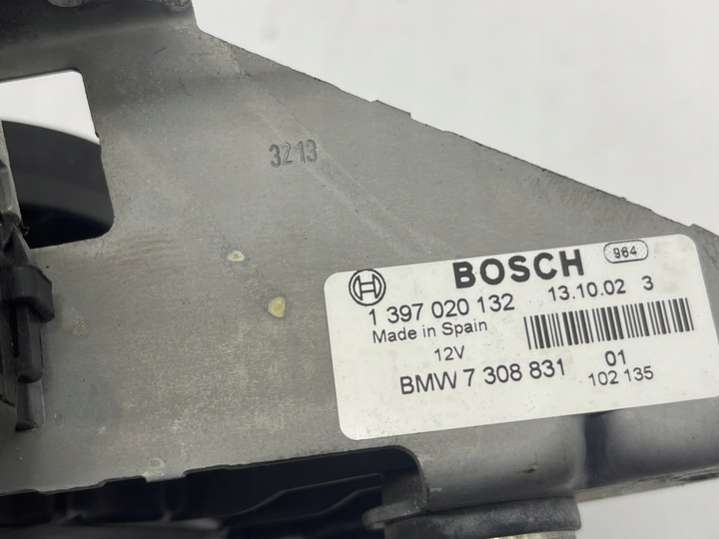 3213
BOSCH 964
1 397 020 132 13.10.02 3
Made in Spain
12V
BMW 7 308 831 01
102 135